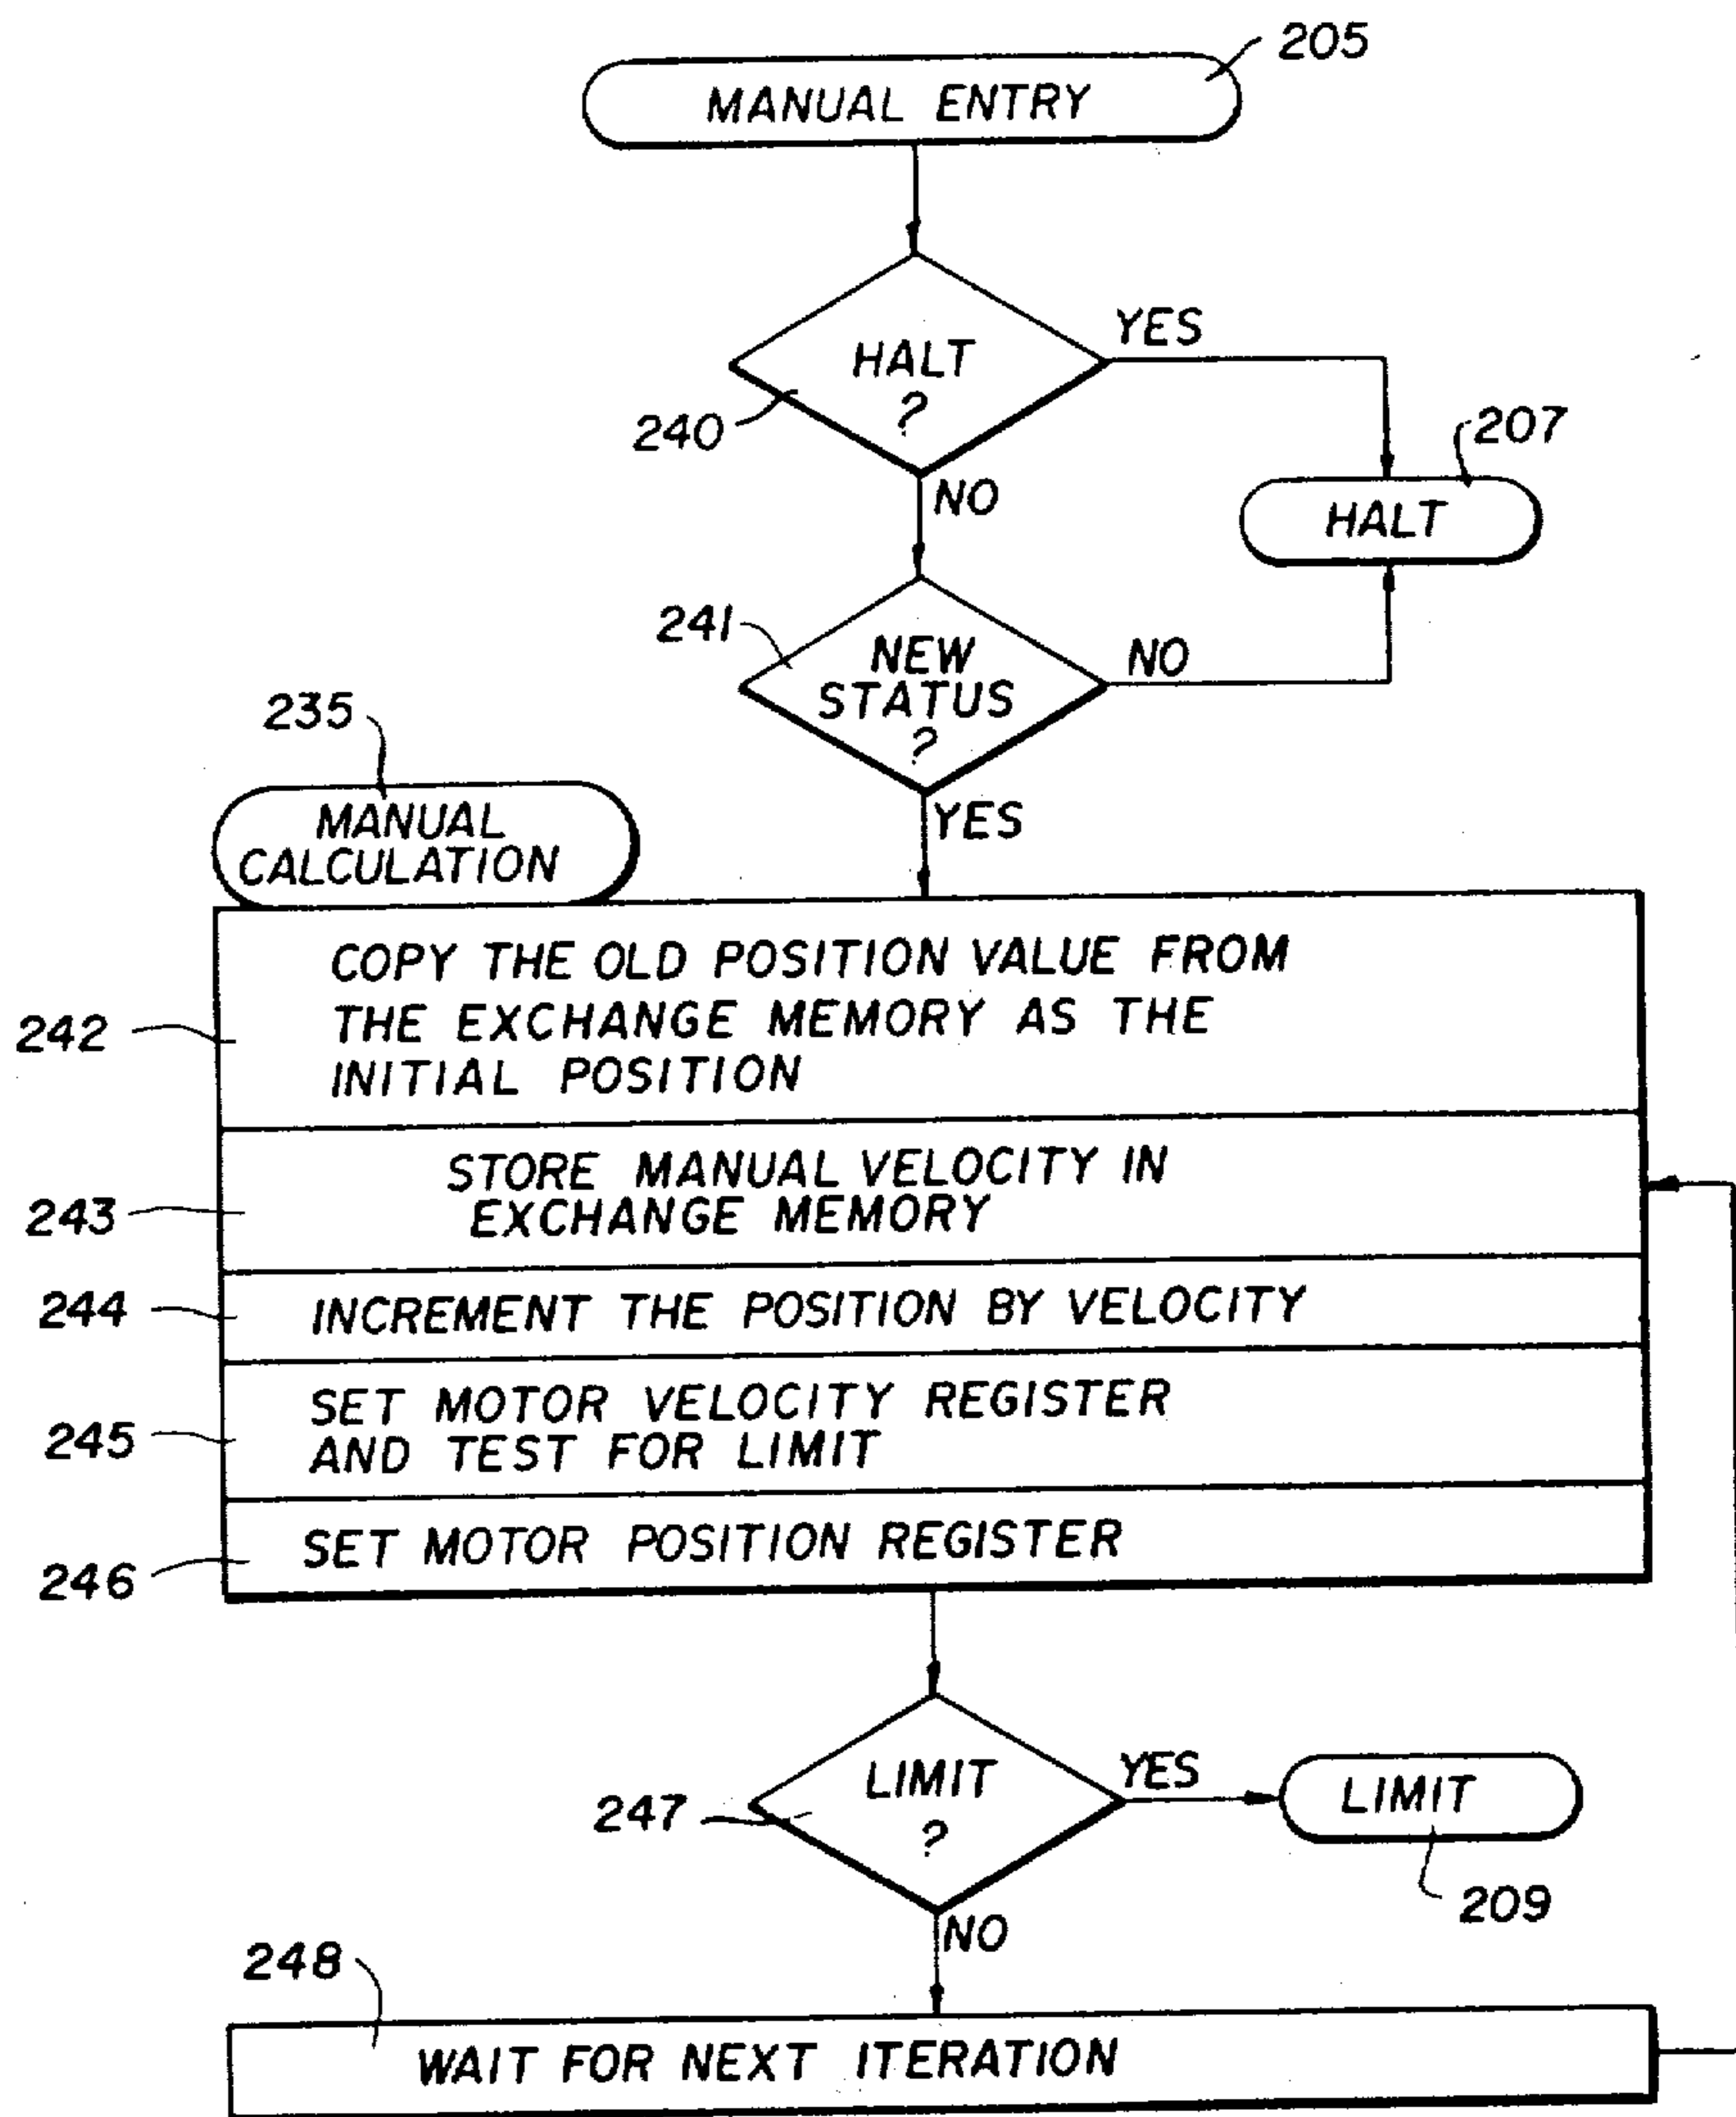 205
MANUAL ENTRY
YES
HALT
?
240
207
NO
HALT
241
NEW
STATUS
?
NO
235
YES
MANUAL
CALCULATION
COPY THE OLD POSITION VALUE FROM
THE EXCHANGE MEMORY AS THE
INITIAL POSITION
242
STORE MANUAL VELOCITY IN
EXCHANGE MEMORY
243
INCREMENT THE POSITION BY VELOCITY
244
SET MOTOR VELOCITY REGISTER
AND TEST FOR LIMIT
245
SET MOTOR POSITION REGISTER
246
LIMIT
?
YES
LIMIT
247
209
NO
248
WAIT FOR NEXT ITERATION